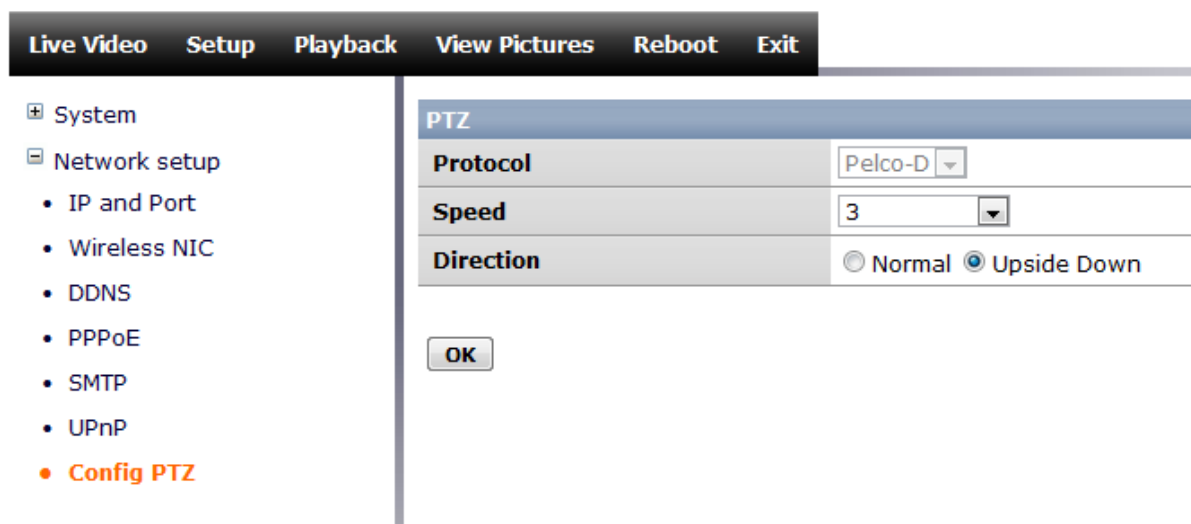 Live Video Setup Playback View Pictures Reboot Exit
System
Network setup
• IP and Port
• Wireless NIC
• DDNS
• PPPoE
• SMTP
• UPnP
• Config PTZ
PTZ
Protocol Pelco-D
Speed 3
Direction Normal Upside Down
OK